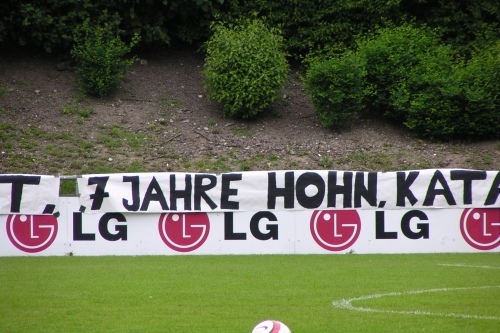 T, 7 JAHRE HOHN, KATA
LG LG LG